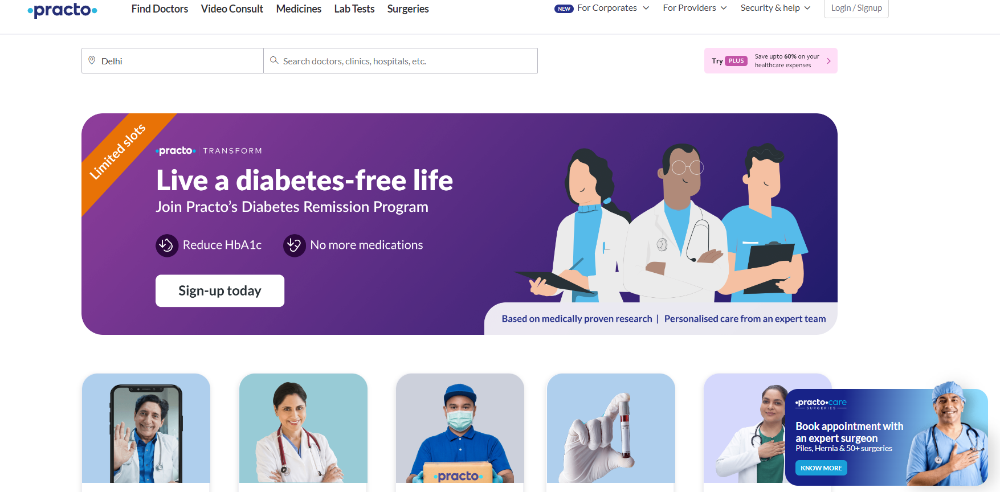 practo
Find Doctors
Video Consult
Medicines
Lab Tests
Surgeries
NEW For Corporates
For Providers
Security & help
Login / Signup
Delhi
Search doctors, clinics, hospitals, etc.
Try PLUS
Save upto 60% on your
healthcare expenses
Limited slots
practo | TRANSFORM
Live a diabetes-free life
Join Practo's Diabetes Remission Program
Reduce HbA1c
No more medications
Sign-up today
Based on medically proven research | Personalised care from an expert team
practo
practo care
SURGERIES
Book appointment with
an expert surgeon
Piles, Hernia & 50+ surgeries
KNOW MORE